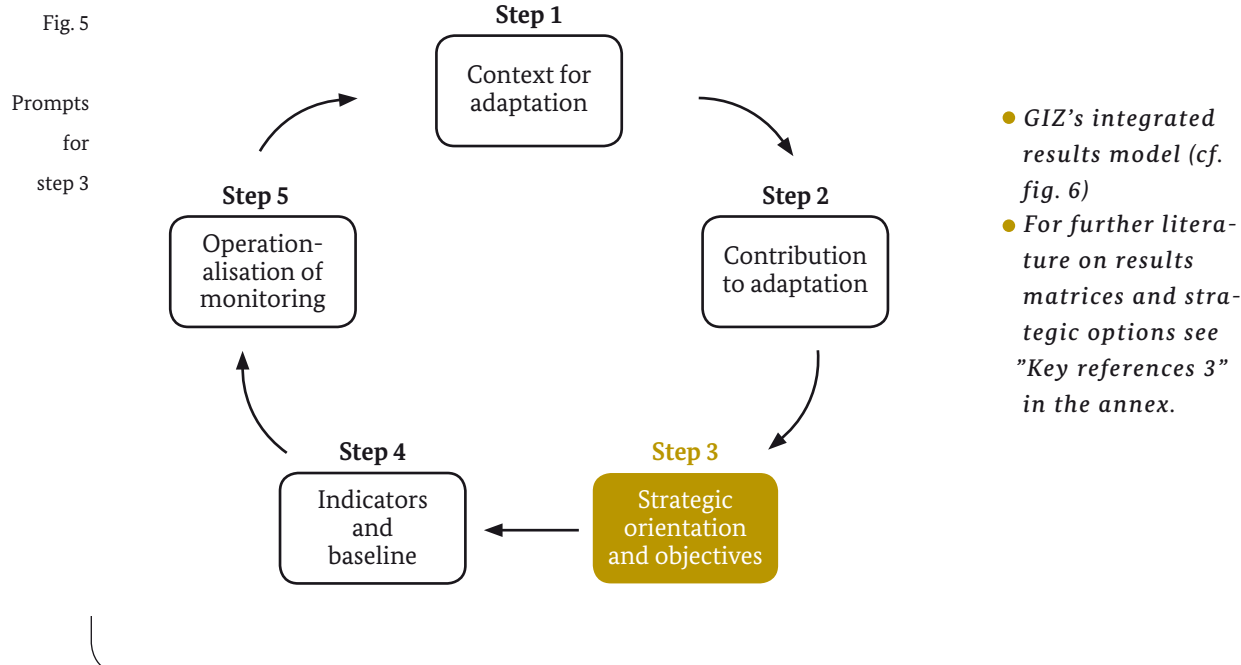 Fig. 5
Prompts
for
step 3
Step 1
Context for
adaptation
Step 2
Contribution
to adaptation
Step 3
Strategic
orientation
and objectives
Step 4
Indicators
and
baseline
Step 5
Operation-
alisation of
monitoring
● GIZ's integrated
results model (cf.
fig. 6)
● For further litera-
ture on results
matrices and stra-
tegic options see
”Key references 3”
in the annex.